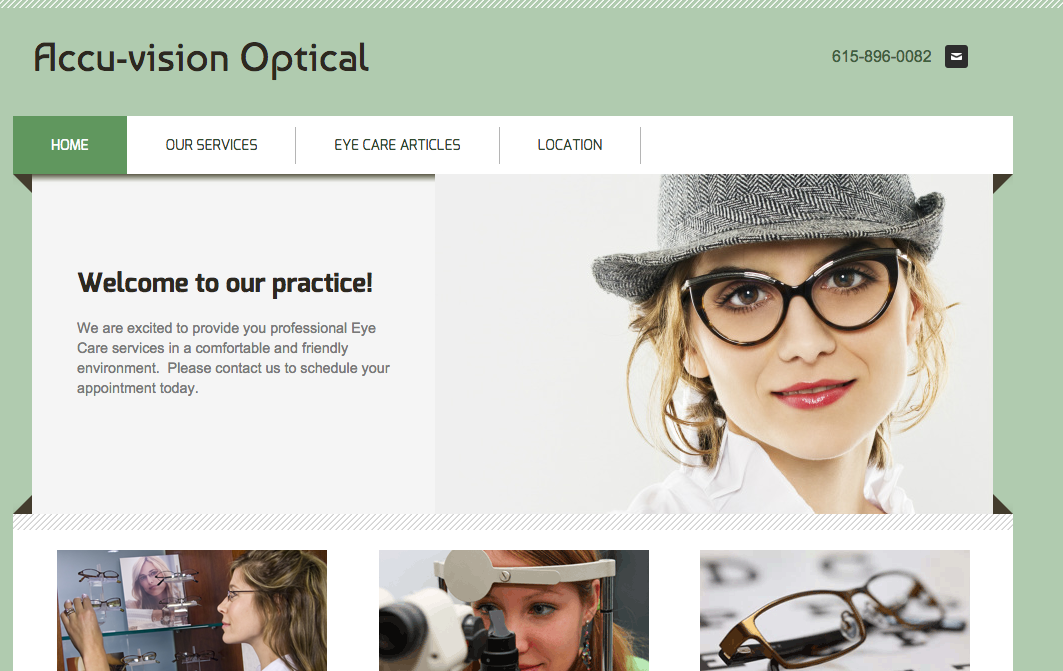 Accu-vision Optical
615-896-0082
HOME
OUR SERVICES
EYE CARE ARTICLES
LOCATION
Welcome to our practice!
We are excited to provide you professional Eye
Care services in a comfortable and friendly
environment.  Please contact us to schedule your
appointment today.